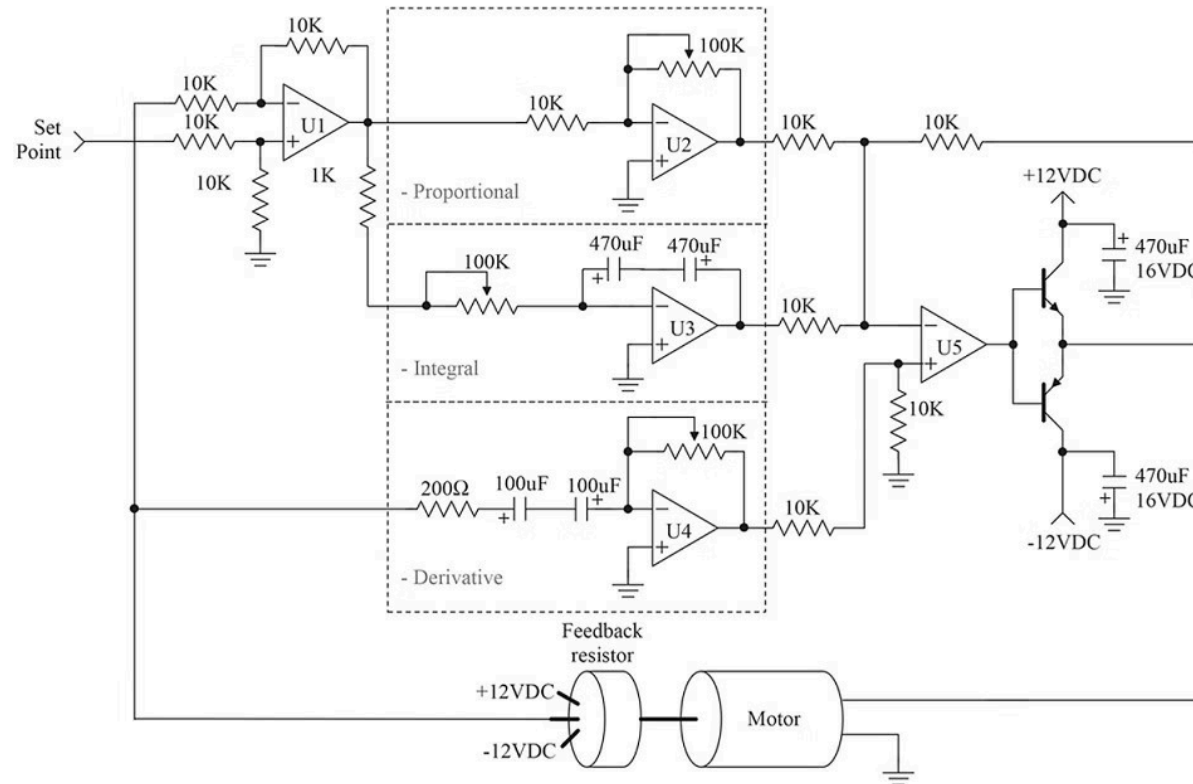 10K
100K
10K
10K
Set
Point
10K
U1
10K
1K
10K
U2
- Proportional
10K
10K
+12VDC
470uF
16VDC
470uF
470uF
100K
U3
- Integral
10K
U5
10K
100K
200Ω
100uF
100uF
U4
- Derivative
10K
470uF
16VDC
-12VDC
Feedback
resistor
+12VDC
-12VDC
Motor